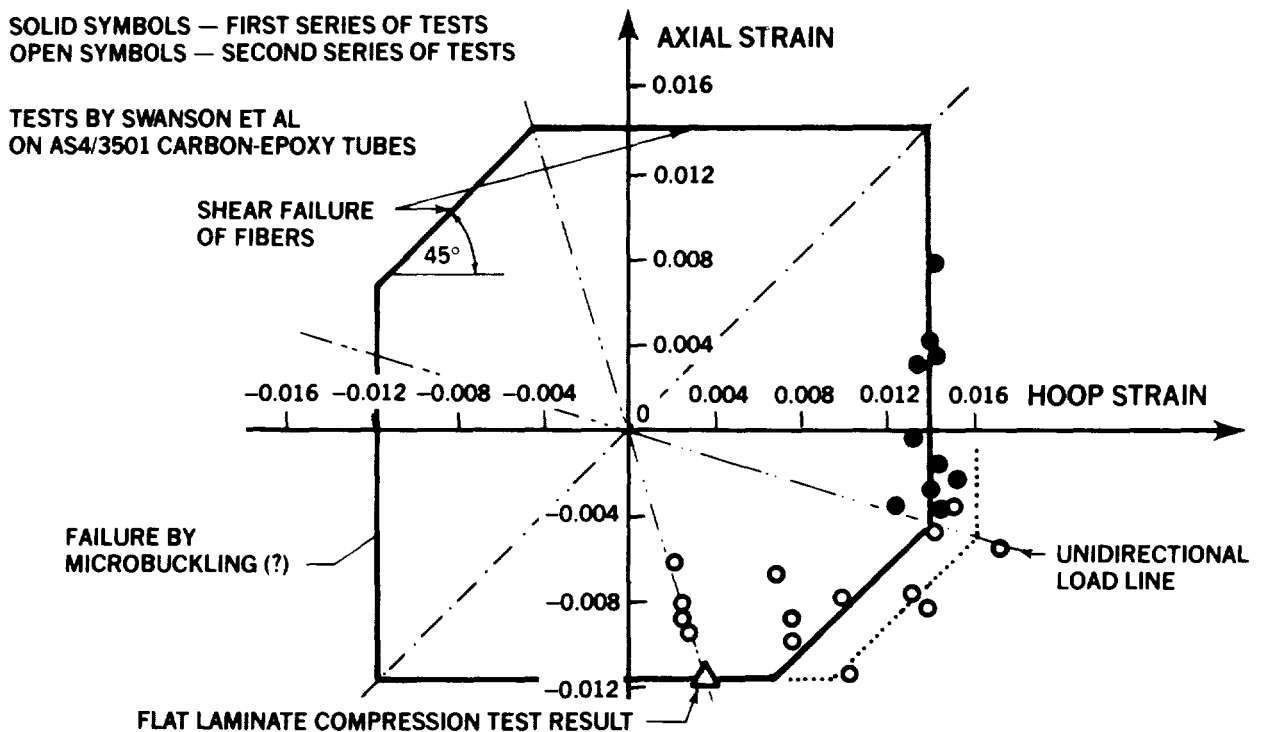 SOLID SYMBOLS — FIRST SERIES OF TESTS
OPEN SYMBOLS — SECOND SERIES OF TESTS
TESTS BY SWANSON ET AL
ON AS4/3501 CARBON-EPOXY TUBES
AXIAL STRAIN
0.016
0.012
SHEAR FAILURE
OF FIBERS
45°
0.008
0.004
−0.016 −0.012 −0.008 −0.004
0
0.004 0.008 0.012 0.016
HOOP STRAIN
−0.004
FAILURE BY
MICROBUCKLING (?)
UNIDIRECTIONAL
LOAD LINE
−0.008
−0.012
FLAT LAMINATE COMPRESSION TEST RESULT